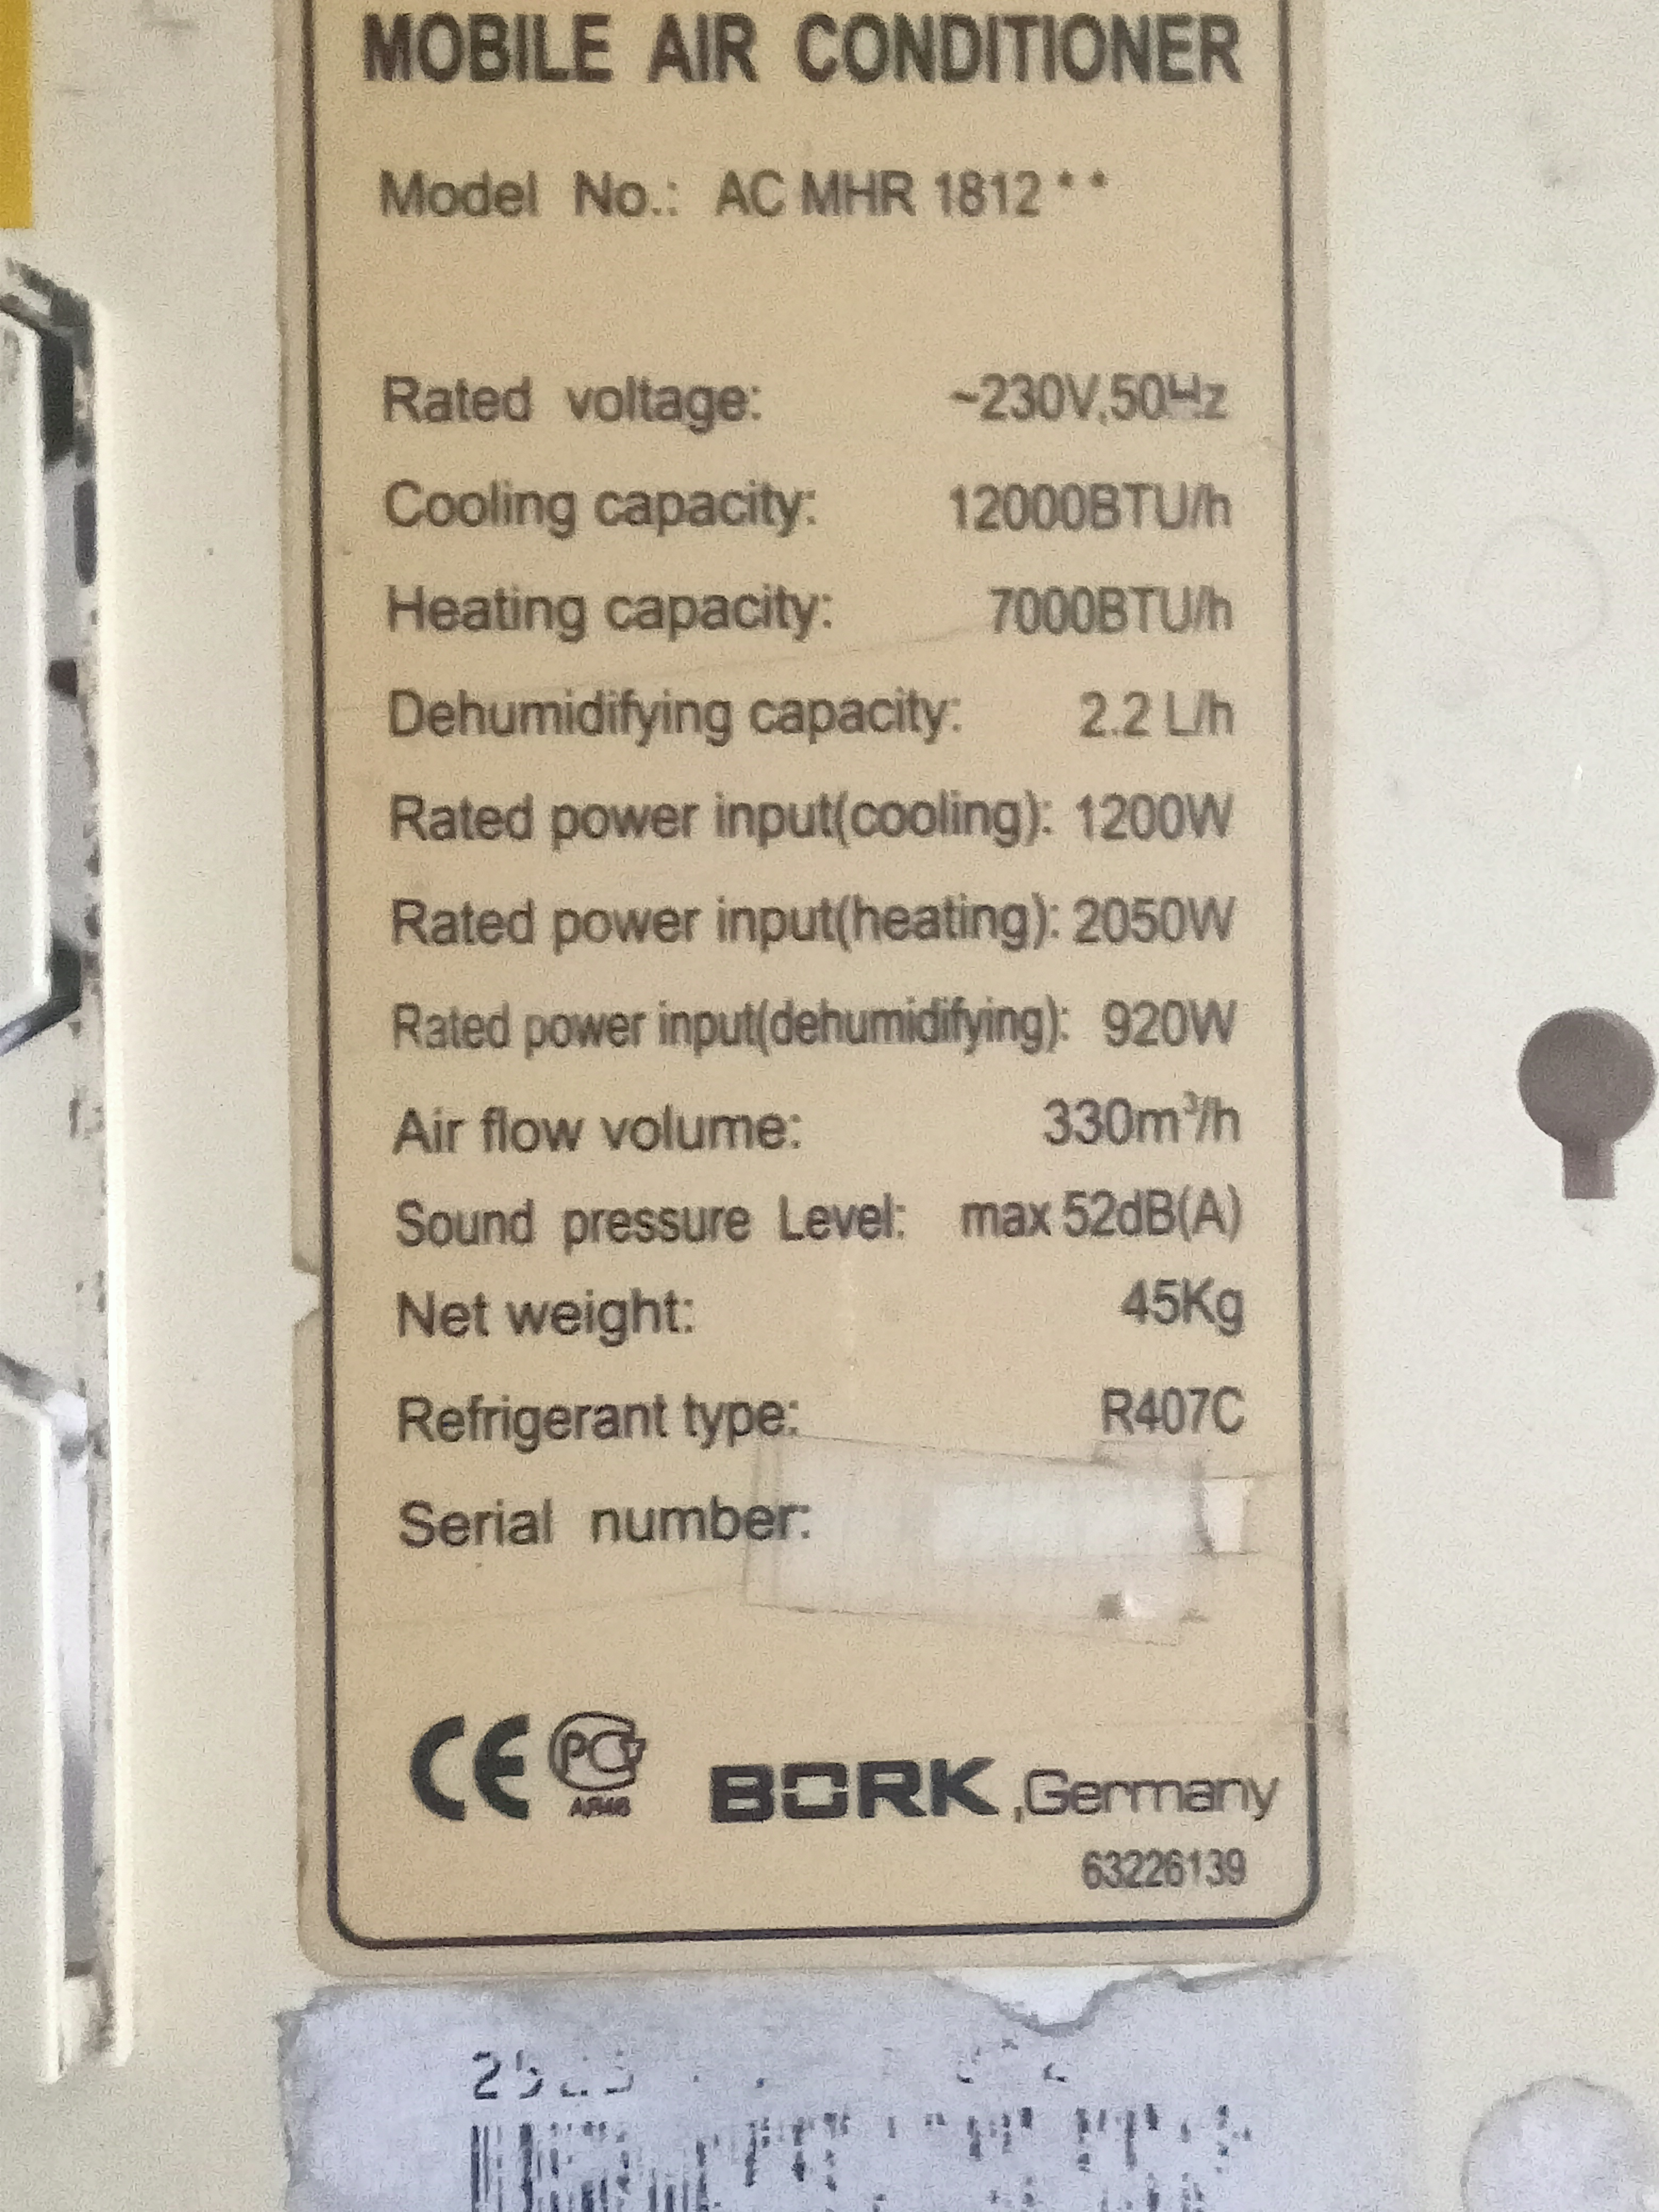 MOBILE AIR CONDITIONER
Model No.: AC MHR 1812**
Rated voltage: ~230V,50Hz
Cooling capacity: 12000BTU/h
Heating capacity: 7000BTU/h
Dehumidifying capacity: 2.2 L/h
Rated power input(cooling): 1200W
Rated power input(heating): 2050W
Rated power input(dehumidifying): 920W
Air flow volume: 330m³/h
Sound pressure Level: max 52dB(A)
Net weight: 45Kg
Refrigerant type: R407C
Serial number:
CE PCT
BORK,Germany
63226139